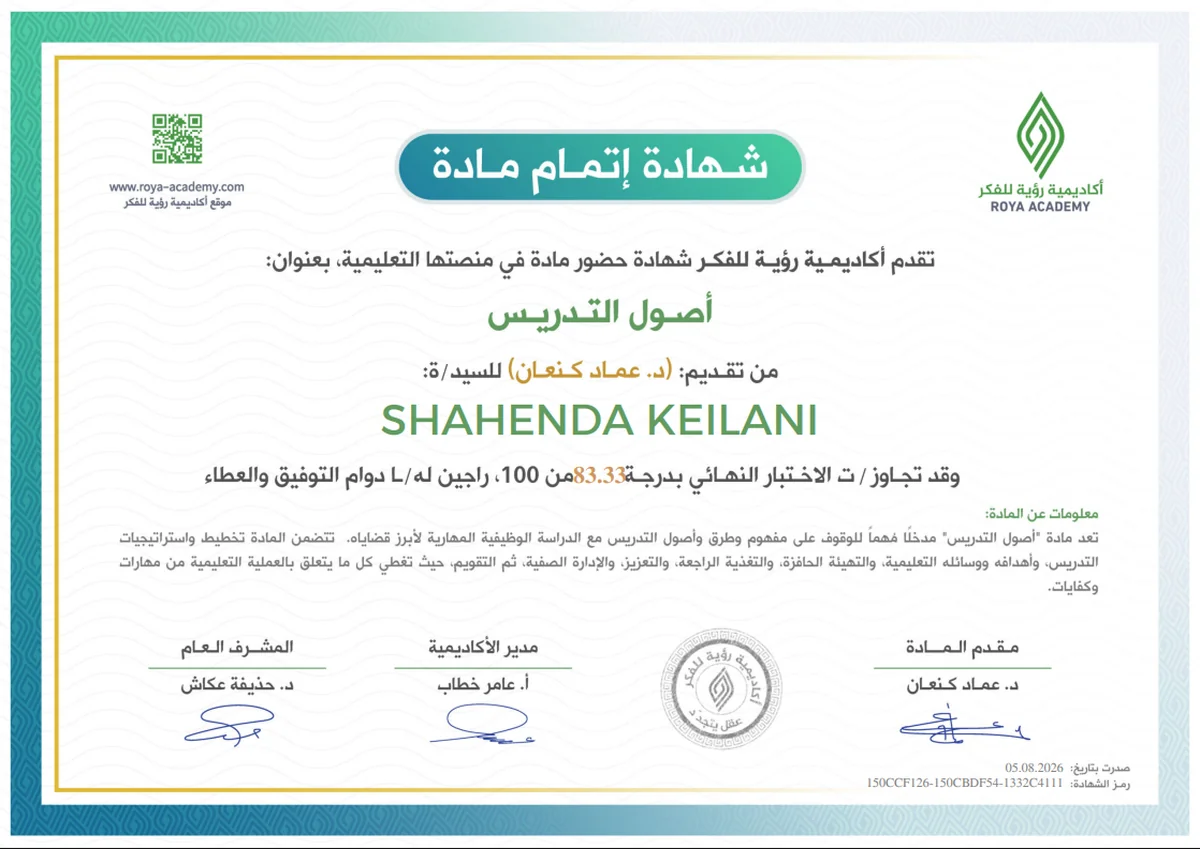 أكاديمية رؤية للفكر
ROYA ACADEMY
شهادة إتمام مادة
www.roya-academy.com
موقع أكاديمية رؤية للفكر
تقدم أكاديمية رؤية للفكر شهادة حضور مادة في منصتها التعليمية، بعنوان:
أصول التدريس
من تقديم: (د. عماد كنعان) للسيد/ة:
SHAHENDA KEILANI
وقد تجاوز/ ت الاختبار النهائي بدرجة83.33من 100، راجين له/ـا دوام التوفيق والعطاء
معلومات عن المادة:
تعد مادة "أصول التدريس" مدخلًا مُهماً للوقوف على مفهوم وطرق وأصول التدريس مع الدراسة الوظيفية المهارية لأبرز قضاياه. تتضمن المادة تخطيط واستراتيجيات
التدريس، وأهدافه ووسائله التعليمية، والتهيئة الحافزة، والتغذية الراجعة، والتعزيز، والإدارة الصفية، ثم التقويم، حيث تغطي كل ما يتعلق بالعملية التعليمية من مهارات
وكفايات.
مقدم المادة
د. عماد كنعان
أكاديمية رؤية للفكر
عقل يتجدد
مدير الأكاديمية
أ. عامر خطاب
المشرف العام
د. حذيفة عكاش
صدرت بتاريخ: 05.08.2026
رمز الشهادة: 150CCF126-150CBDF54-1332C4111